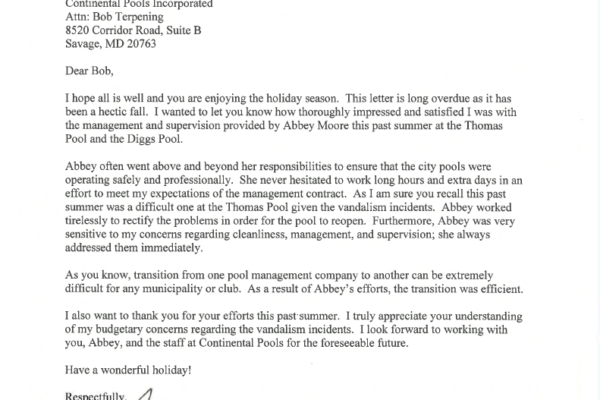 Continental Pools Incorporated
Attn: Bob Terpening
8520 Corridor Road, Suite B
Savage, MD 20763
Dear Bob,
I hope all is well and you are enjoying the holiday season. This letter is long overdue as it has
been a hectic fall. I wanted to let you know how thoroughly impressed and satisfied I was with
the management and supervision provided by Abbey Moore this past summer at the Thomas
Pool and the Diggs Pool.
Abbey often went above and beyond her responsibilities to ensure that the city pools were
operating safely and professionally. She never hesitated to work long hours and extra days in an
effort to meet my expectations of the management contract. As I am sure you recall this past
summer was a difficult one at the Thomas Pool given the vandalism incidents. Abbey worked
tirelessly to rectify the problems in order for the pool to reopen. Furthermore, Abbey was very
sensitive to my concerns regarding cleanliness, management, and supervision; she always
addressed them immediately.
As you know, transition from one pool management company to another can be extremely
difficult for any municipality or club. As a result of Abbey's efforts, the transition was efficient.
I also want to thank you for your efforts this past summer. I truly appreciate your understanding
of my budgetary concerns regarding the vandalism incidents. I look forward to working with
you, Abbey, and the staff at Continental Pools for the foreseeable future.
Have a wonderful holiday!
Respectfully,